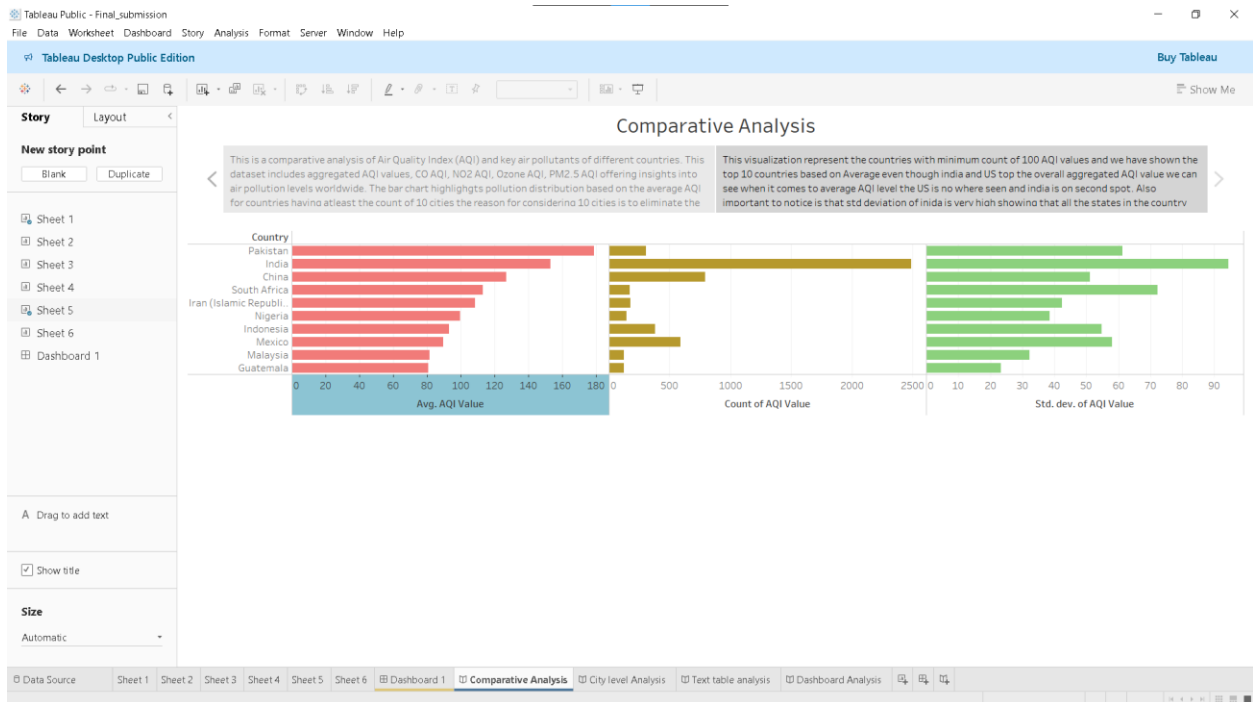 Tableau Public - Final_submission
File Data Worksheet Dashboard Story Analysis Format Server Window Help
Tableau Desktop Public Edition
Buy Tableau
Show Me
Story Layout
New story point
Blank Duplicate
Sheet 1
Sheet 2
Sheet 3
Sheet 4
Sheet 5
Sheet 6
Dashboard 1
A Drag to add text
Show title
Size
Automatic
Comparative Analysis
This is a comparative analysis of Air Quality Index (AQI) and key air pollutants of different countries. This
dataset includes aggregated AQI values, CO AQI, NO2 AQI, Ozone AQI, PM2.5 AQI offering insights into
air pollution levels worldwide. The bar chart highlighgts pollution distribution based on the average AQI
for countries having atleast the count of 10 cities the reason for considering 10 cities is to eliminate the
This visualization represent the countries with minimum count of 100 AQI values and we have shown the
top 10 countries based on Average even though india and US top the overall aggregated AQI value we can
see when it comes to average AQI level the US is no where seen and india is on second spot. Also
important to notice is that std deviation of inida is very high showing that all the states in the country
Country
Pakistan
India
China
South Africa
Iran (Islamic Republi..
Nigeria
Indonesia
Mexico
Malaysia
Guatemala
0 20 40 60 80 100 120 140 160 180
Avg. AQI Value
0 500 1000 1500 2000 2500
Count of AQI Value
0 10 20 30 40 50 60 70 80 90
Std. dev. of AQI Value
Data Source Sheet 1 Sheet 2 Sheet 3 Sheet 4 Sheet 5 Sheet 6 Dashboard 1 Comparative Analysis City level Analysis Text table analysis Dashboard Analysis